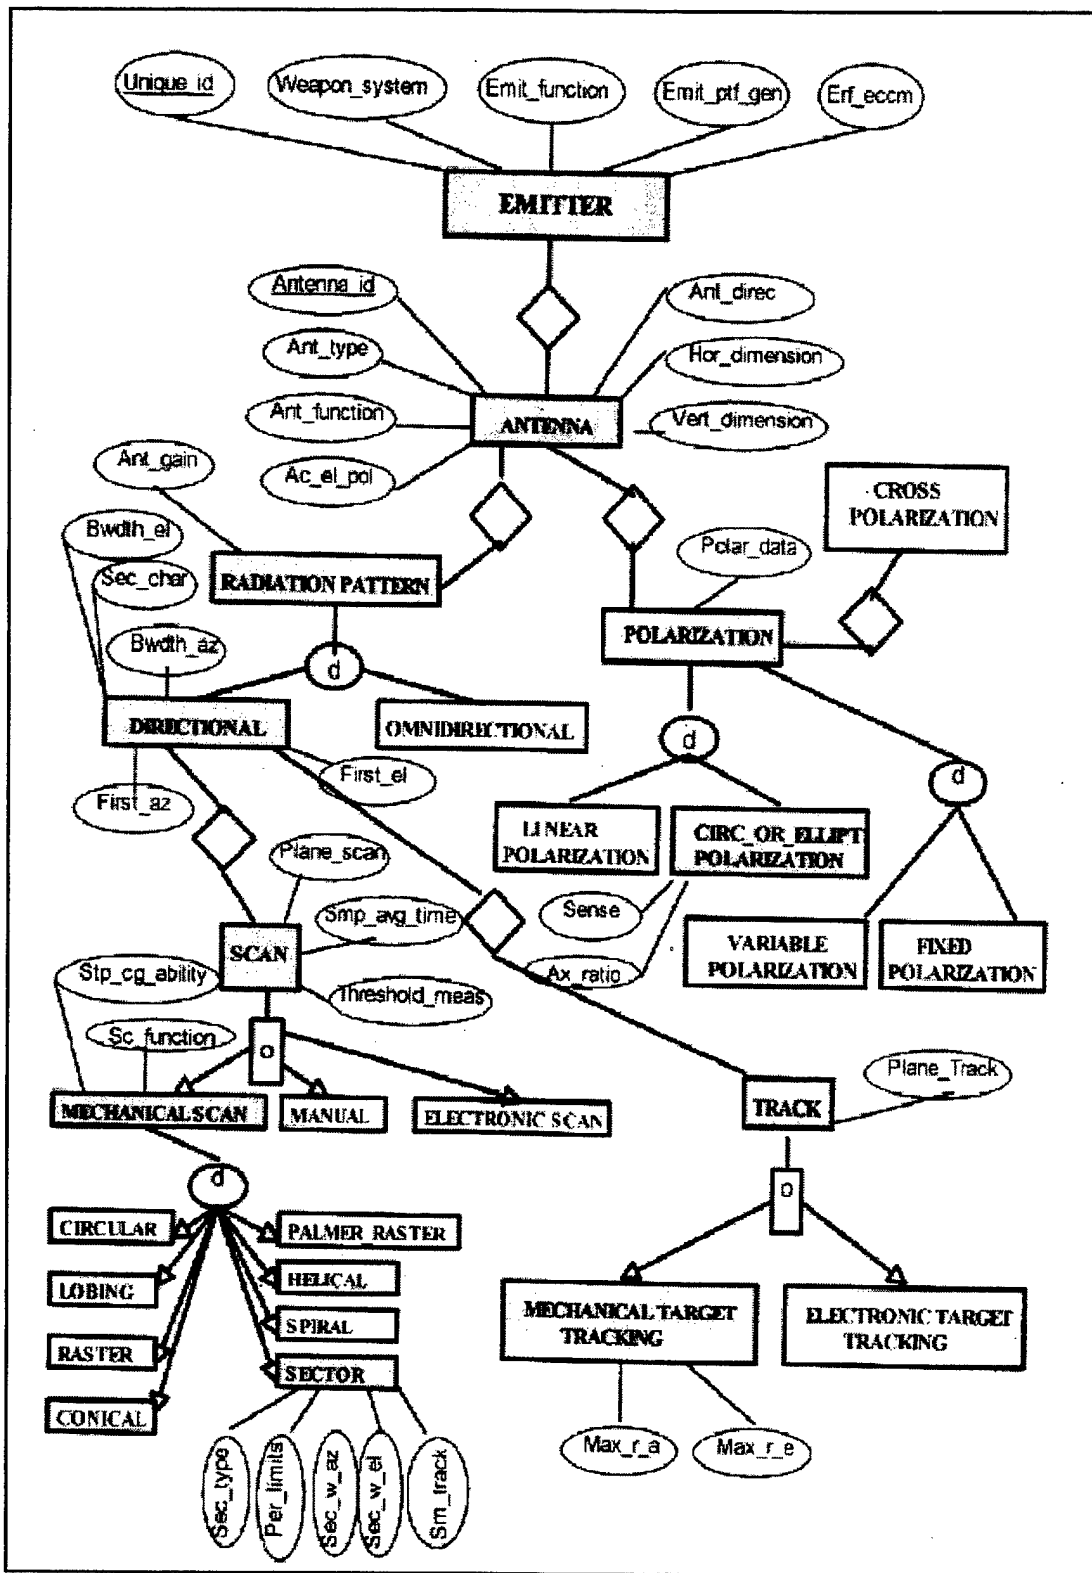 Unique_id
Weapon_system
Emit_function
Emit_ptf_gen
Erf_eccm
EMITTER
Antenna_id
Ant_direc
Ant_type
Hor_dimension
Ant_function
ANTENNA
Vert_dimension
Ant_gain
Ac_el_pol
CROSS
POLARIZATION
Bwdth_el
Polar_data
Sec_char
RADIATION PATTERN
POLARIZATION
Bwdth_az
d
DIRECTIONAL
OMNIDIRECTIONAL
d
First_el
d
First_az
LINEAR
POLARIZATION
CIRC_OR_ELLIPT
POLARIZATION
Plane_scan
Smp_avg_time
Sense
SCAN
VARIABLE
POLARIZATION
FIXED
POLARIZATION
Stp_cg_ability
Ax_ratio
Threshold_meas
Sc_function
o
Plane_Track
MECHANICAL SCAN
MANUAL
ELECTRONIC SCAN
TRACK
d
o
CIRCULAR
PALMER_RASTER
LOBING
HELICAL
SPIRAL
MECHANICAL TARGET
TRACKING
ELECTRONIC TARGET
TRACKING
RASTER
SECTOR
CONICAL
Max_r_a
Max_r_e
Sec_type
Per_limits
Sec_w_az
Sec_w_el
Sm_track